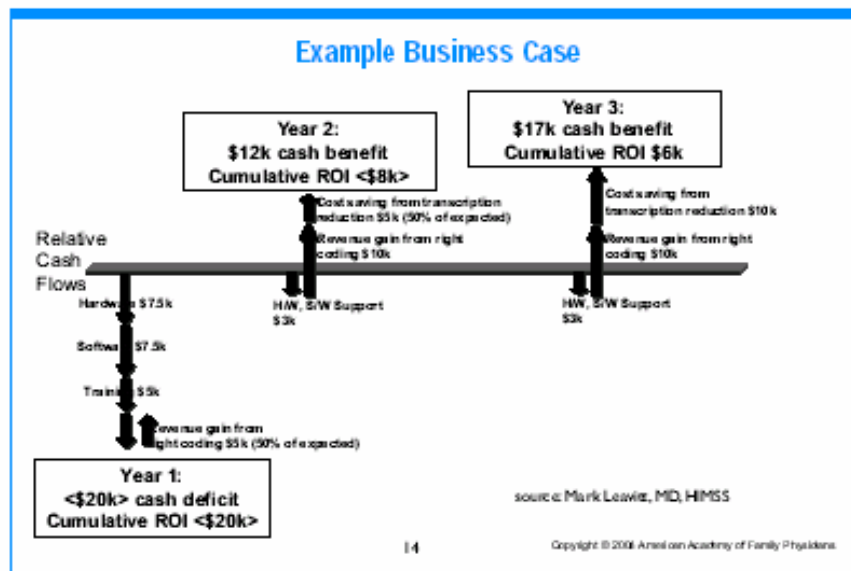 Example Business Case
Year 2:
$12k cash benefit
Cumulative ROI <$8k>
Year 3:
$17k cash benefit
Cumulative ROI $6k
Cost saving from transcription
reduction $5k (50% of expected)
Revenue gain from right
coding $10k
Cost saving from
transcription reduction $10k
Revenue gain from right
coding $10k
Relative
Cash
Flows
Hardware $7.5k
Software $7.5k
Training $5k
H/W, S/W Support
$3k
H/W, S/W Support
$3k
Revenue gain from
right coding $5k (50% of expected)
Year 1:
<$20k> cash deficit
Cumulative ROI <$20k>
source: Mark Leavitt, MD, HIMSS
14
Copyright © American Academy of Family Physicians